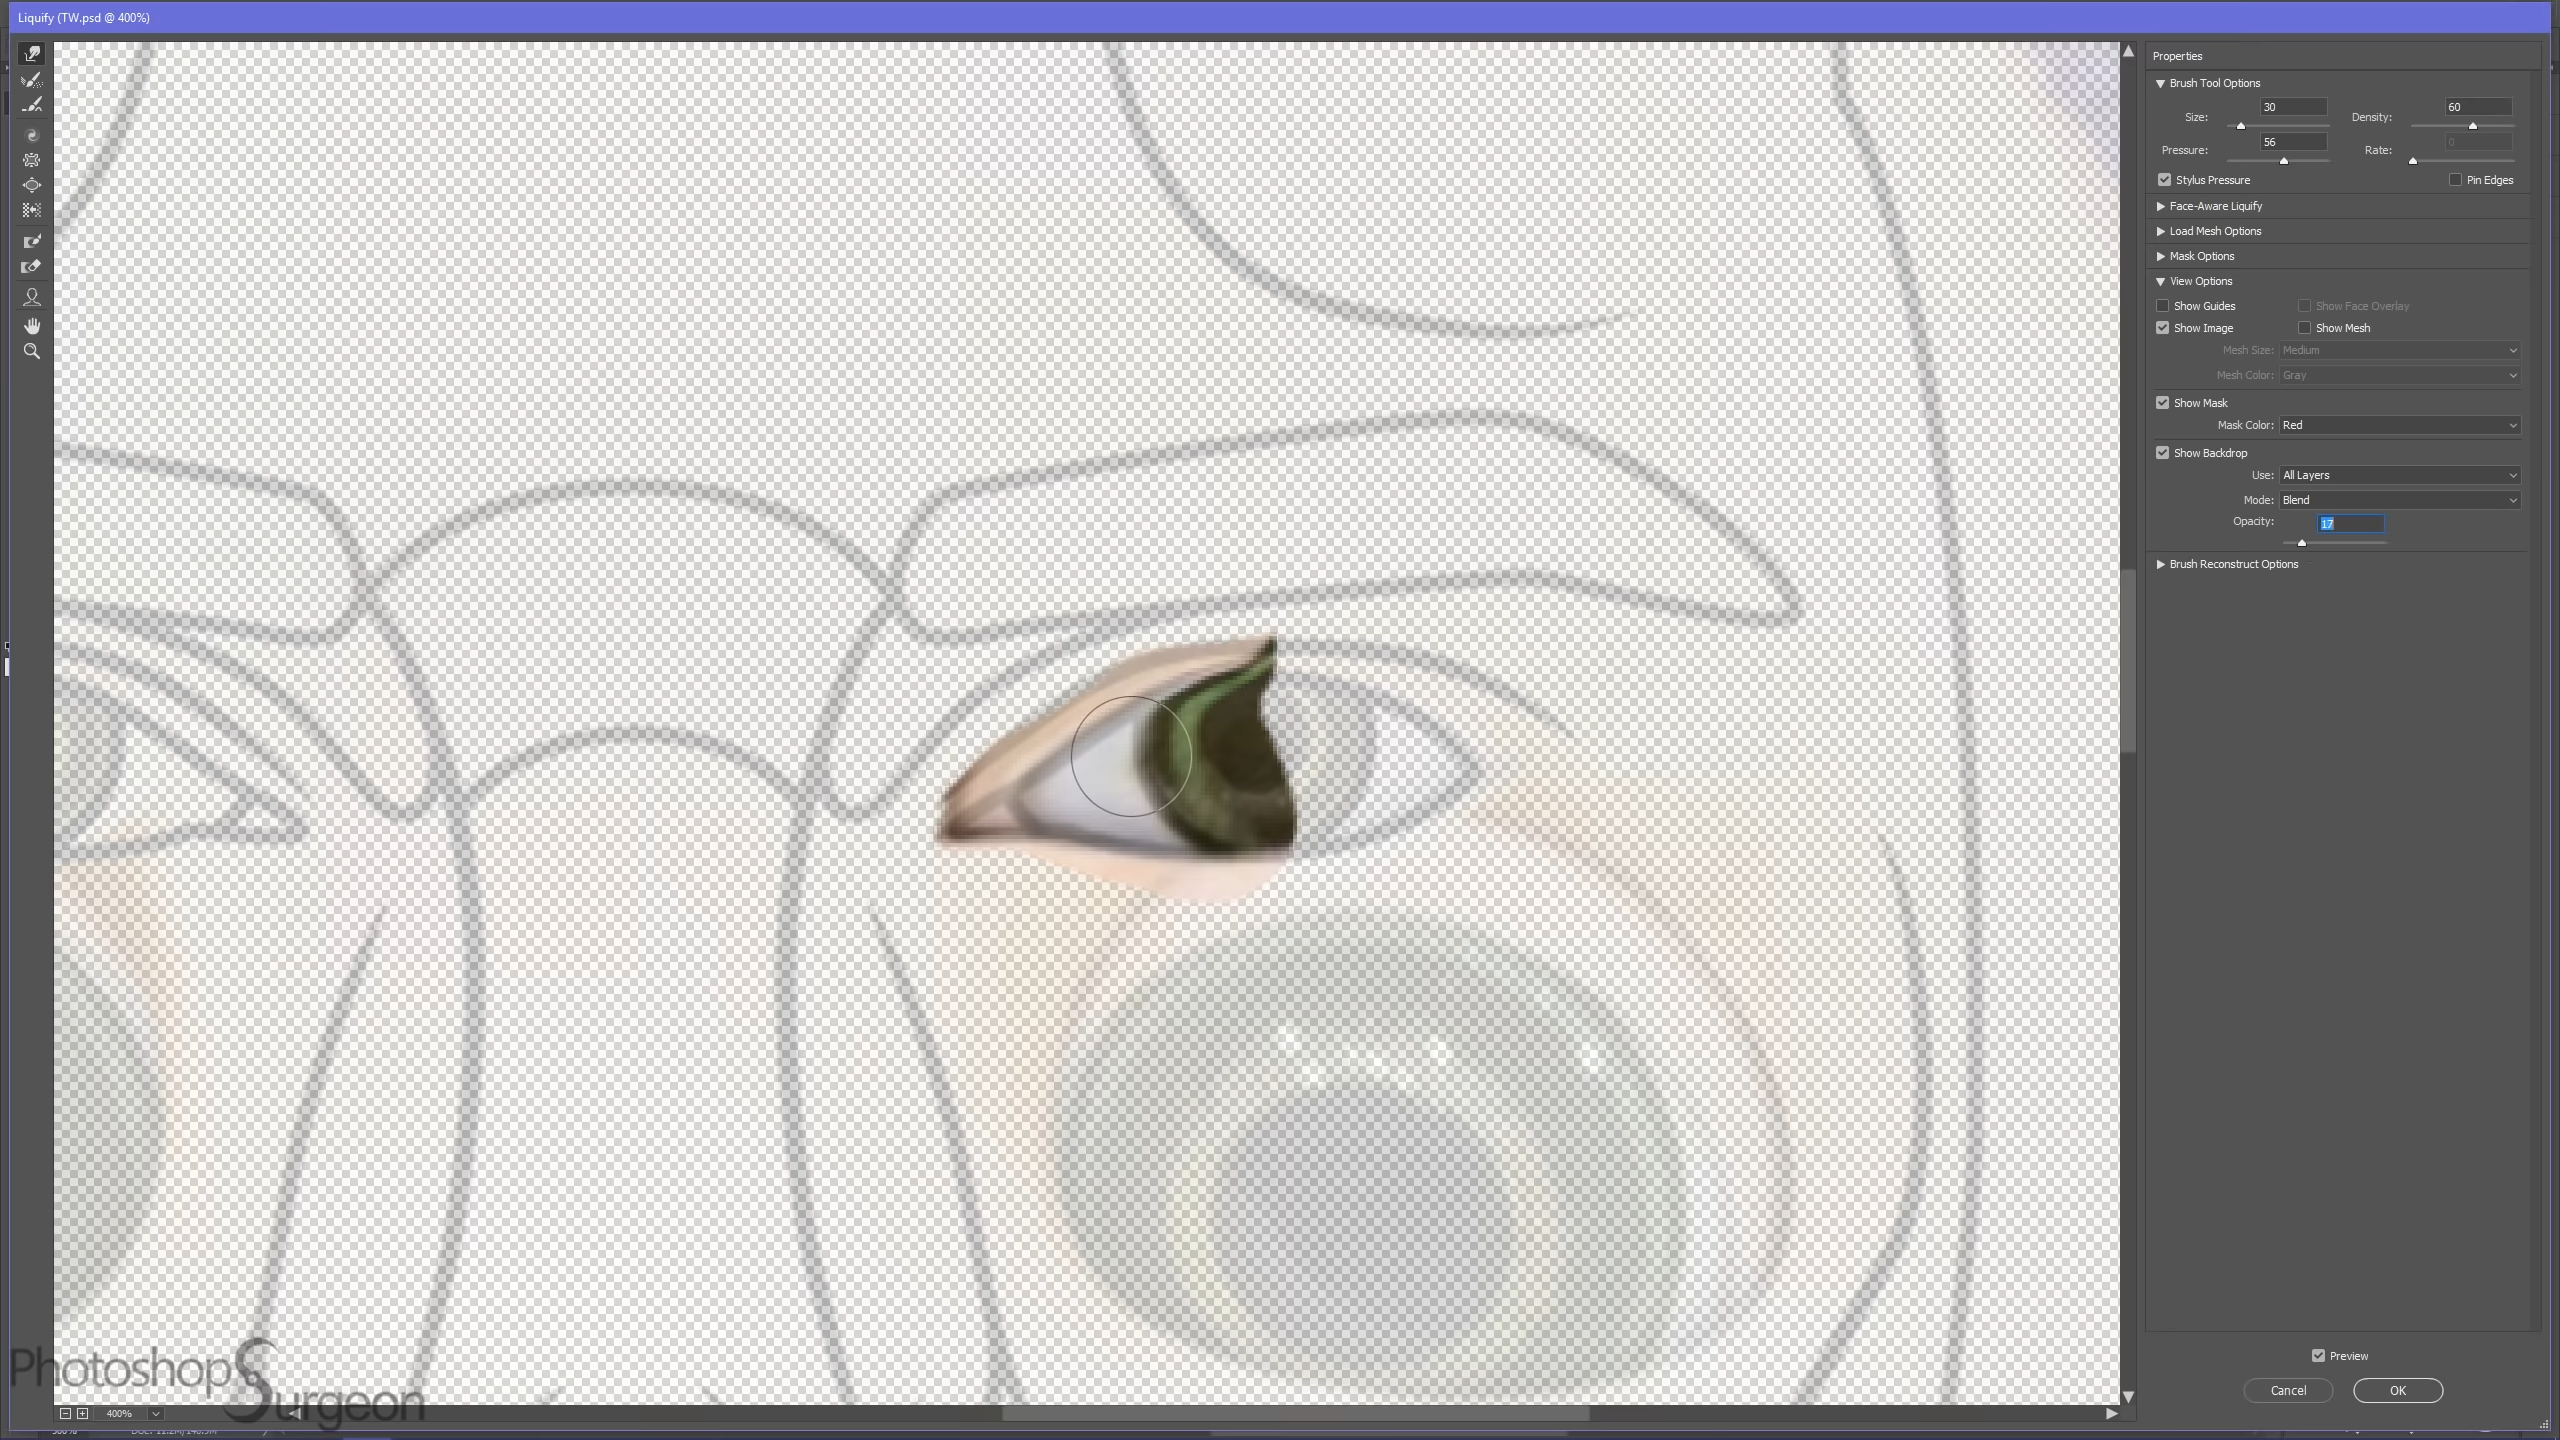 Liquify (TW.psd @ 400%)
Properties
Brush Tool Options
Size: 30 Density: 60
Pressure: 56 Rate: 0
Stylus Pressure Pin Edges
Face-Aware Liquify
Load Mesh Options
Mask Options
View Options
Show Guides Show Face Overlay
Show Image Show Mesh
Mesh Size: Medium
Mesh Color: Gray
Show Mask
Mask Color: Red
Show Backdrop
Use: All Layers
Mode: Blend
Opacity: 17
Brush Reconstruct Options
Preview
Cancel OK
Photoshop
Surgeon
400%